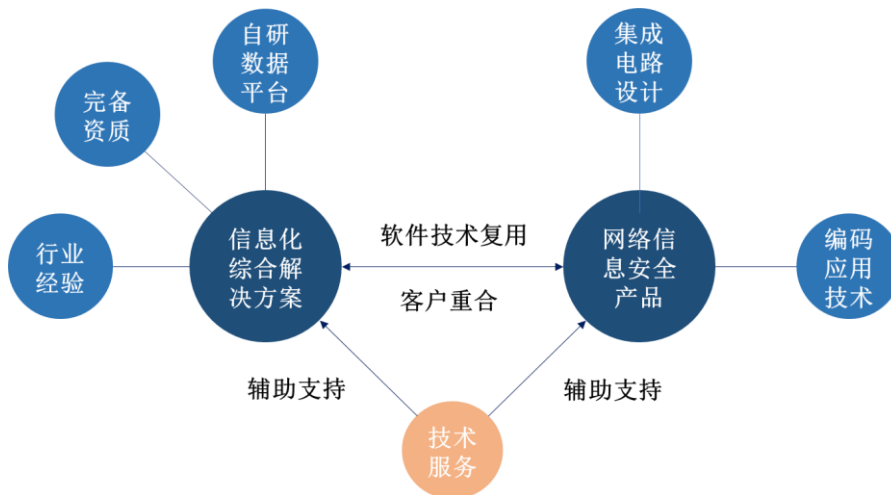 自研
数据
平台
集成
电路
设计
完备
资质
行业
经验
信息化
综合解
决方案
软件技术复用
客户重合
网络信
息安全
产品
编码
应用
技术
辅助支持
辅助支持
技术
服务